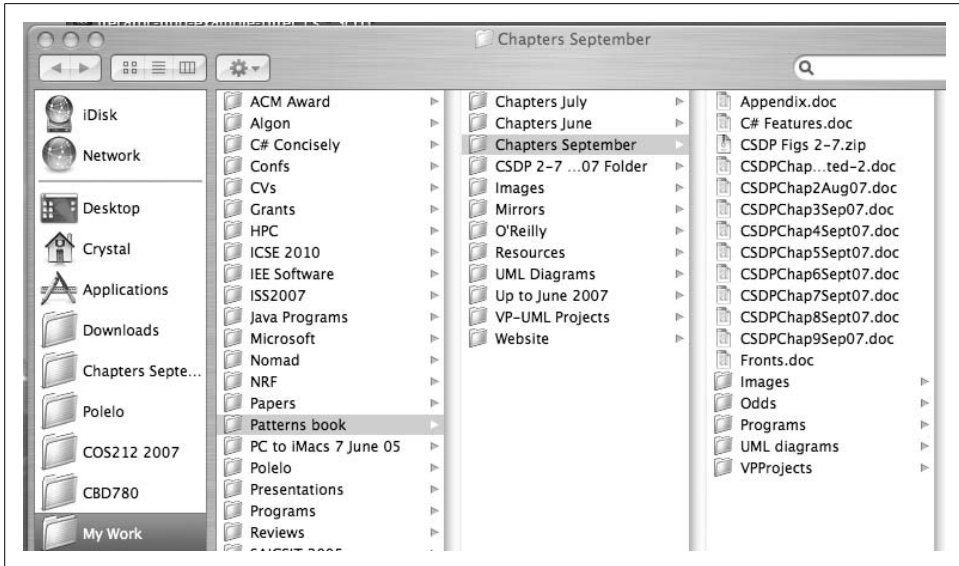 Chapters September
iDisk
Network
Desktop
Crystal
Applications
Downloads
Chapters Septe...
Polelo
COS212 2007
CBD780
My Work
ACM Award
Algon
C# Concisely
Confs
CVs
Grants
HPC
ICSE 2010
IEE Software
ISS2007
Java Programs
Microsoft
Nomad
NRF
Papers
Patterns book
PC to iMacs 7 June 05
Polelo
Presentations
Programs
Reviews
Chapters July
Chapters June
Chapters September
CSDP 2-7 ...07 Folder
Images
Mirrors
O'Reilly
Resources
UML Diagrams
Up to June 2007
VP-UML Projects
Website
Appendix.doc
C# Features.doc
CSDP Figs 2-7.zip
CSDPChap...ted-2.doc
CSDPChap2Aug07.doc
CSDPChap3Sep07.doc
CSDPChap4Sept07.doc
CSDPChap5Sept07.doc
CSDPChap6Sept07.doc
CSDPChap7Sept07.doc
CSDPChap8Sept07.doc
CSDPChap9Sep07.doc
Fronts.doc
Images
Odds
Programs
UML diagrams
VPProjects